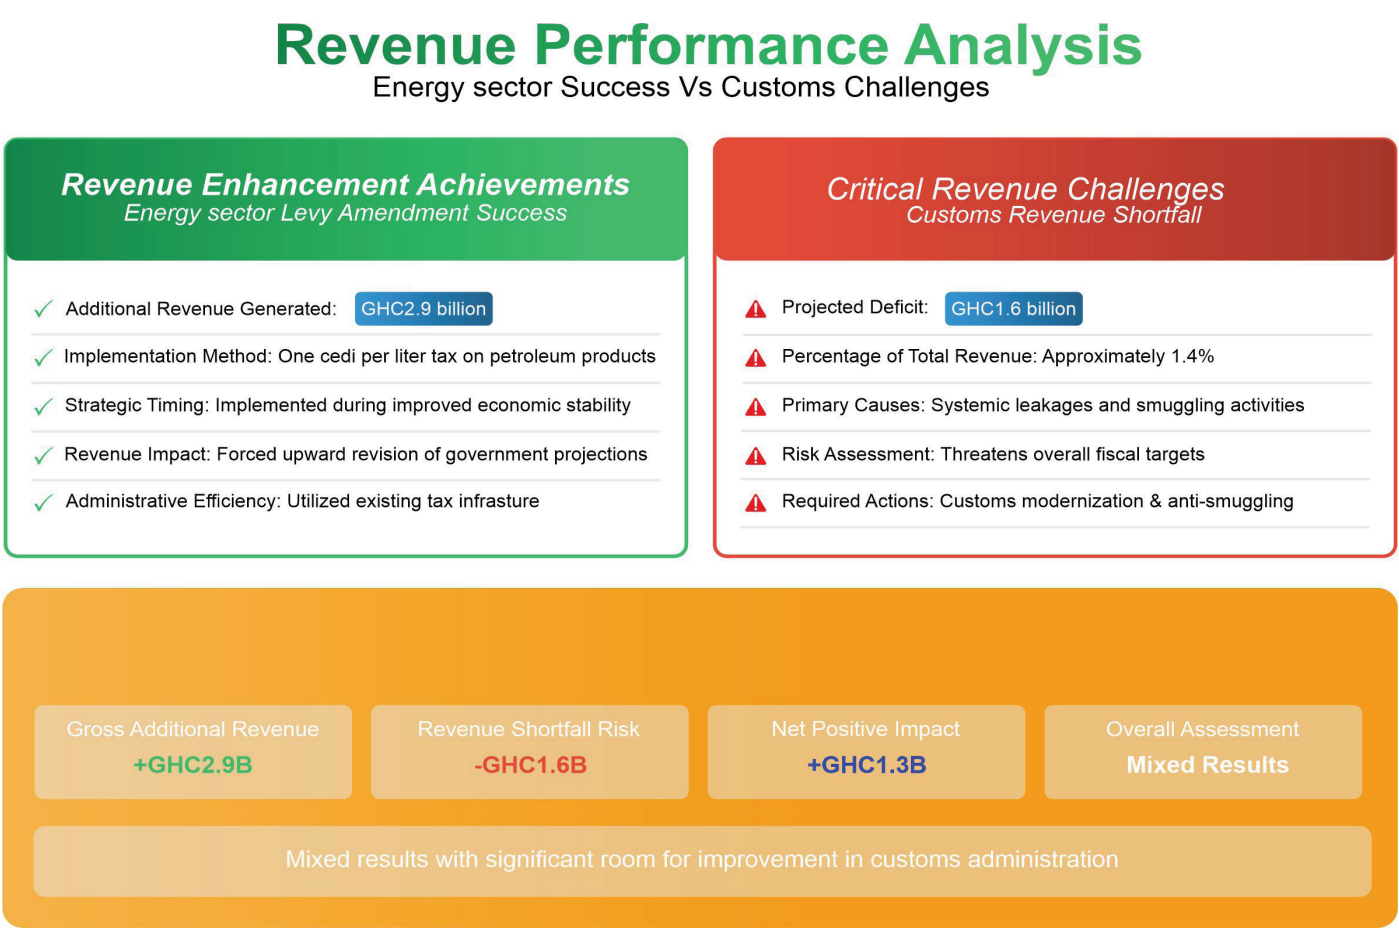 Revenue Performance Analysis
Energy sector Success Vs Customs Challenges
Revenue Enhancement Achievements
Energy sector Levy Amendment Success
Additional Revenue Generated: GHC2.9 billion
Implementation Method: One cedi per liter tax on petroleum products
Strategic Timing: Implemented during improved economic stability
Revenue Impact: Forced upward revision of government projections
Administrative Efficiency: Utilized existing tax infrasture
Critical Revenue Challenges
Customs Revenue Shortfall
Projected Deficit: GHC1.6 billion
Percentage of Total Revenue: Approximately 1.4%
Primary Causes: Systemic leakages and smuggling activities
Risk Assessment: Threatens overall fiscal targets
Required Actions: Customs modernization & anti-smuggling
Gross Additional Revenue
+GHC2.9B
Revenue Shortfall Risk
-GHC1.6B
Net Positive Impact
+GHC1.3B
Overall Assessment
Mixed Results
Mixed results with significant room for improvement in customs administration